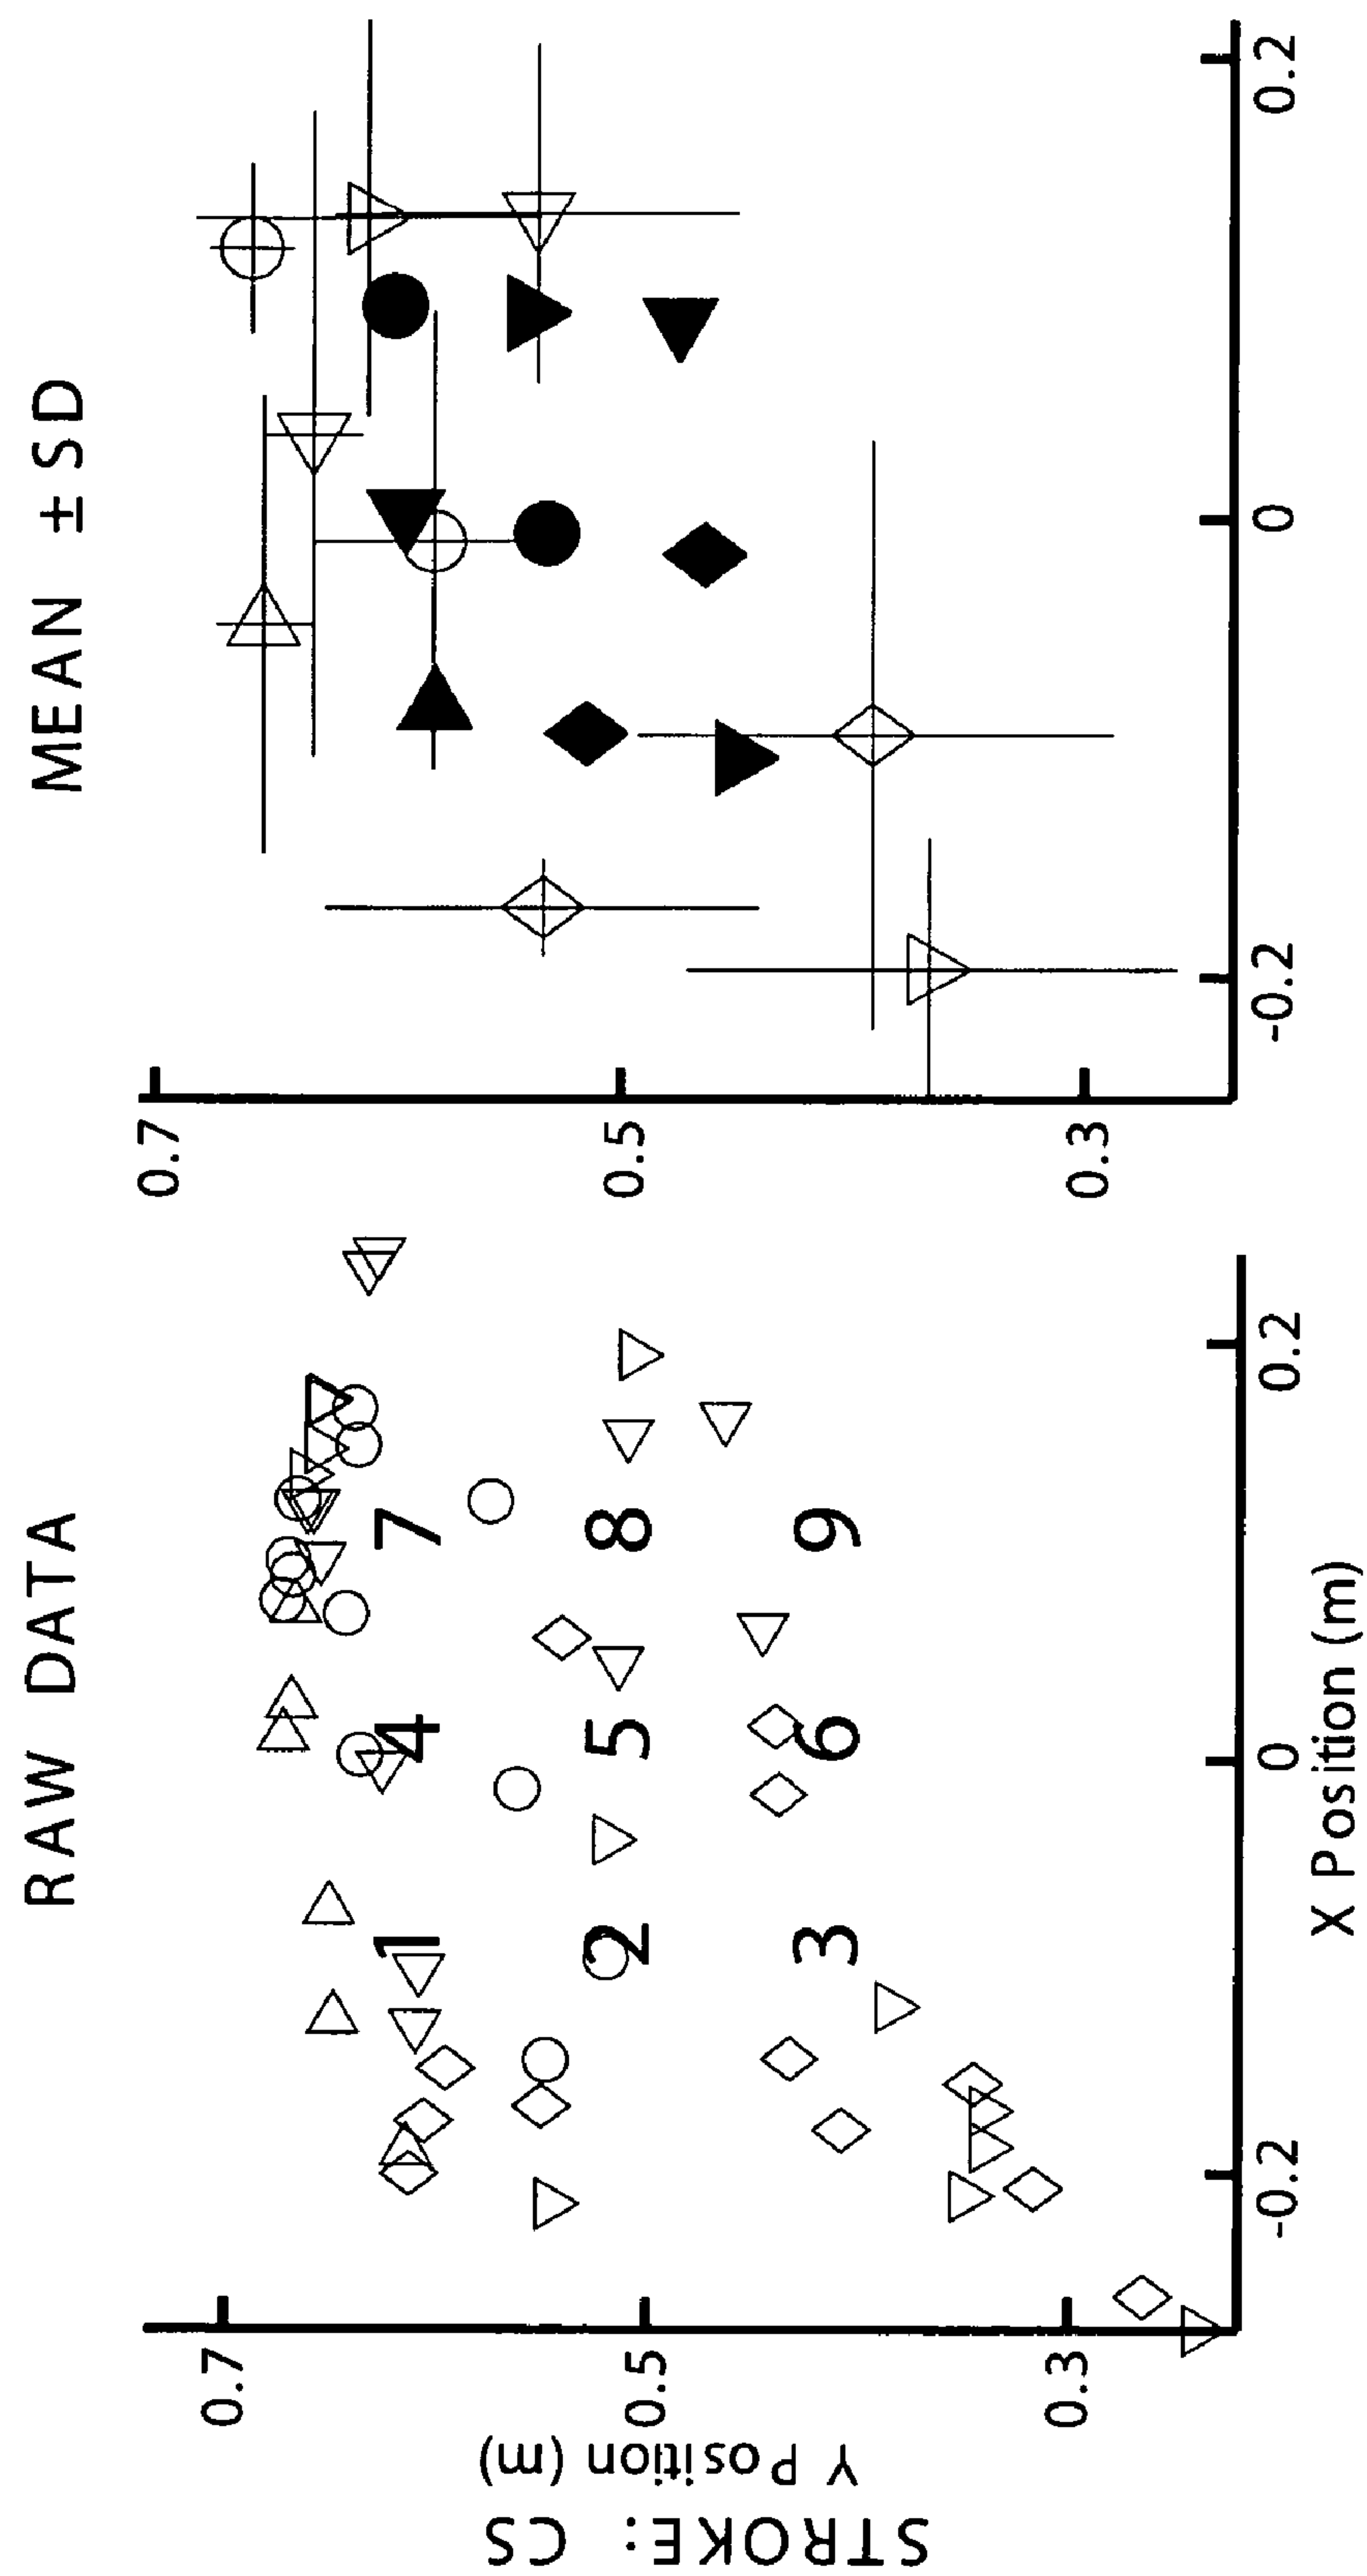 RAW DATA
MEAN ±SD
STROKE: CS
Y Position (m)
0.7
0.5
0.3
1 4 7
2 5 8
3 6 9
-0.2 0 0.2
X Position (m)
0.7
0.5
0.3
-0.2 0 0.2